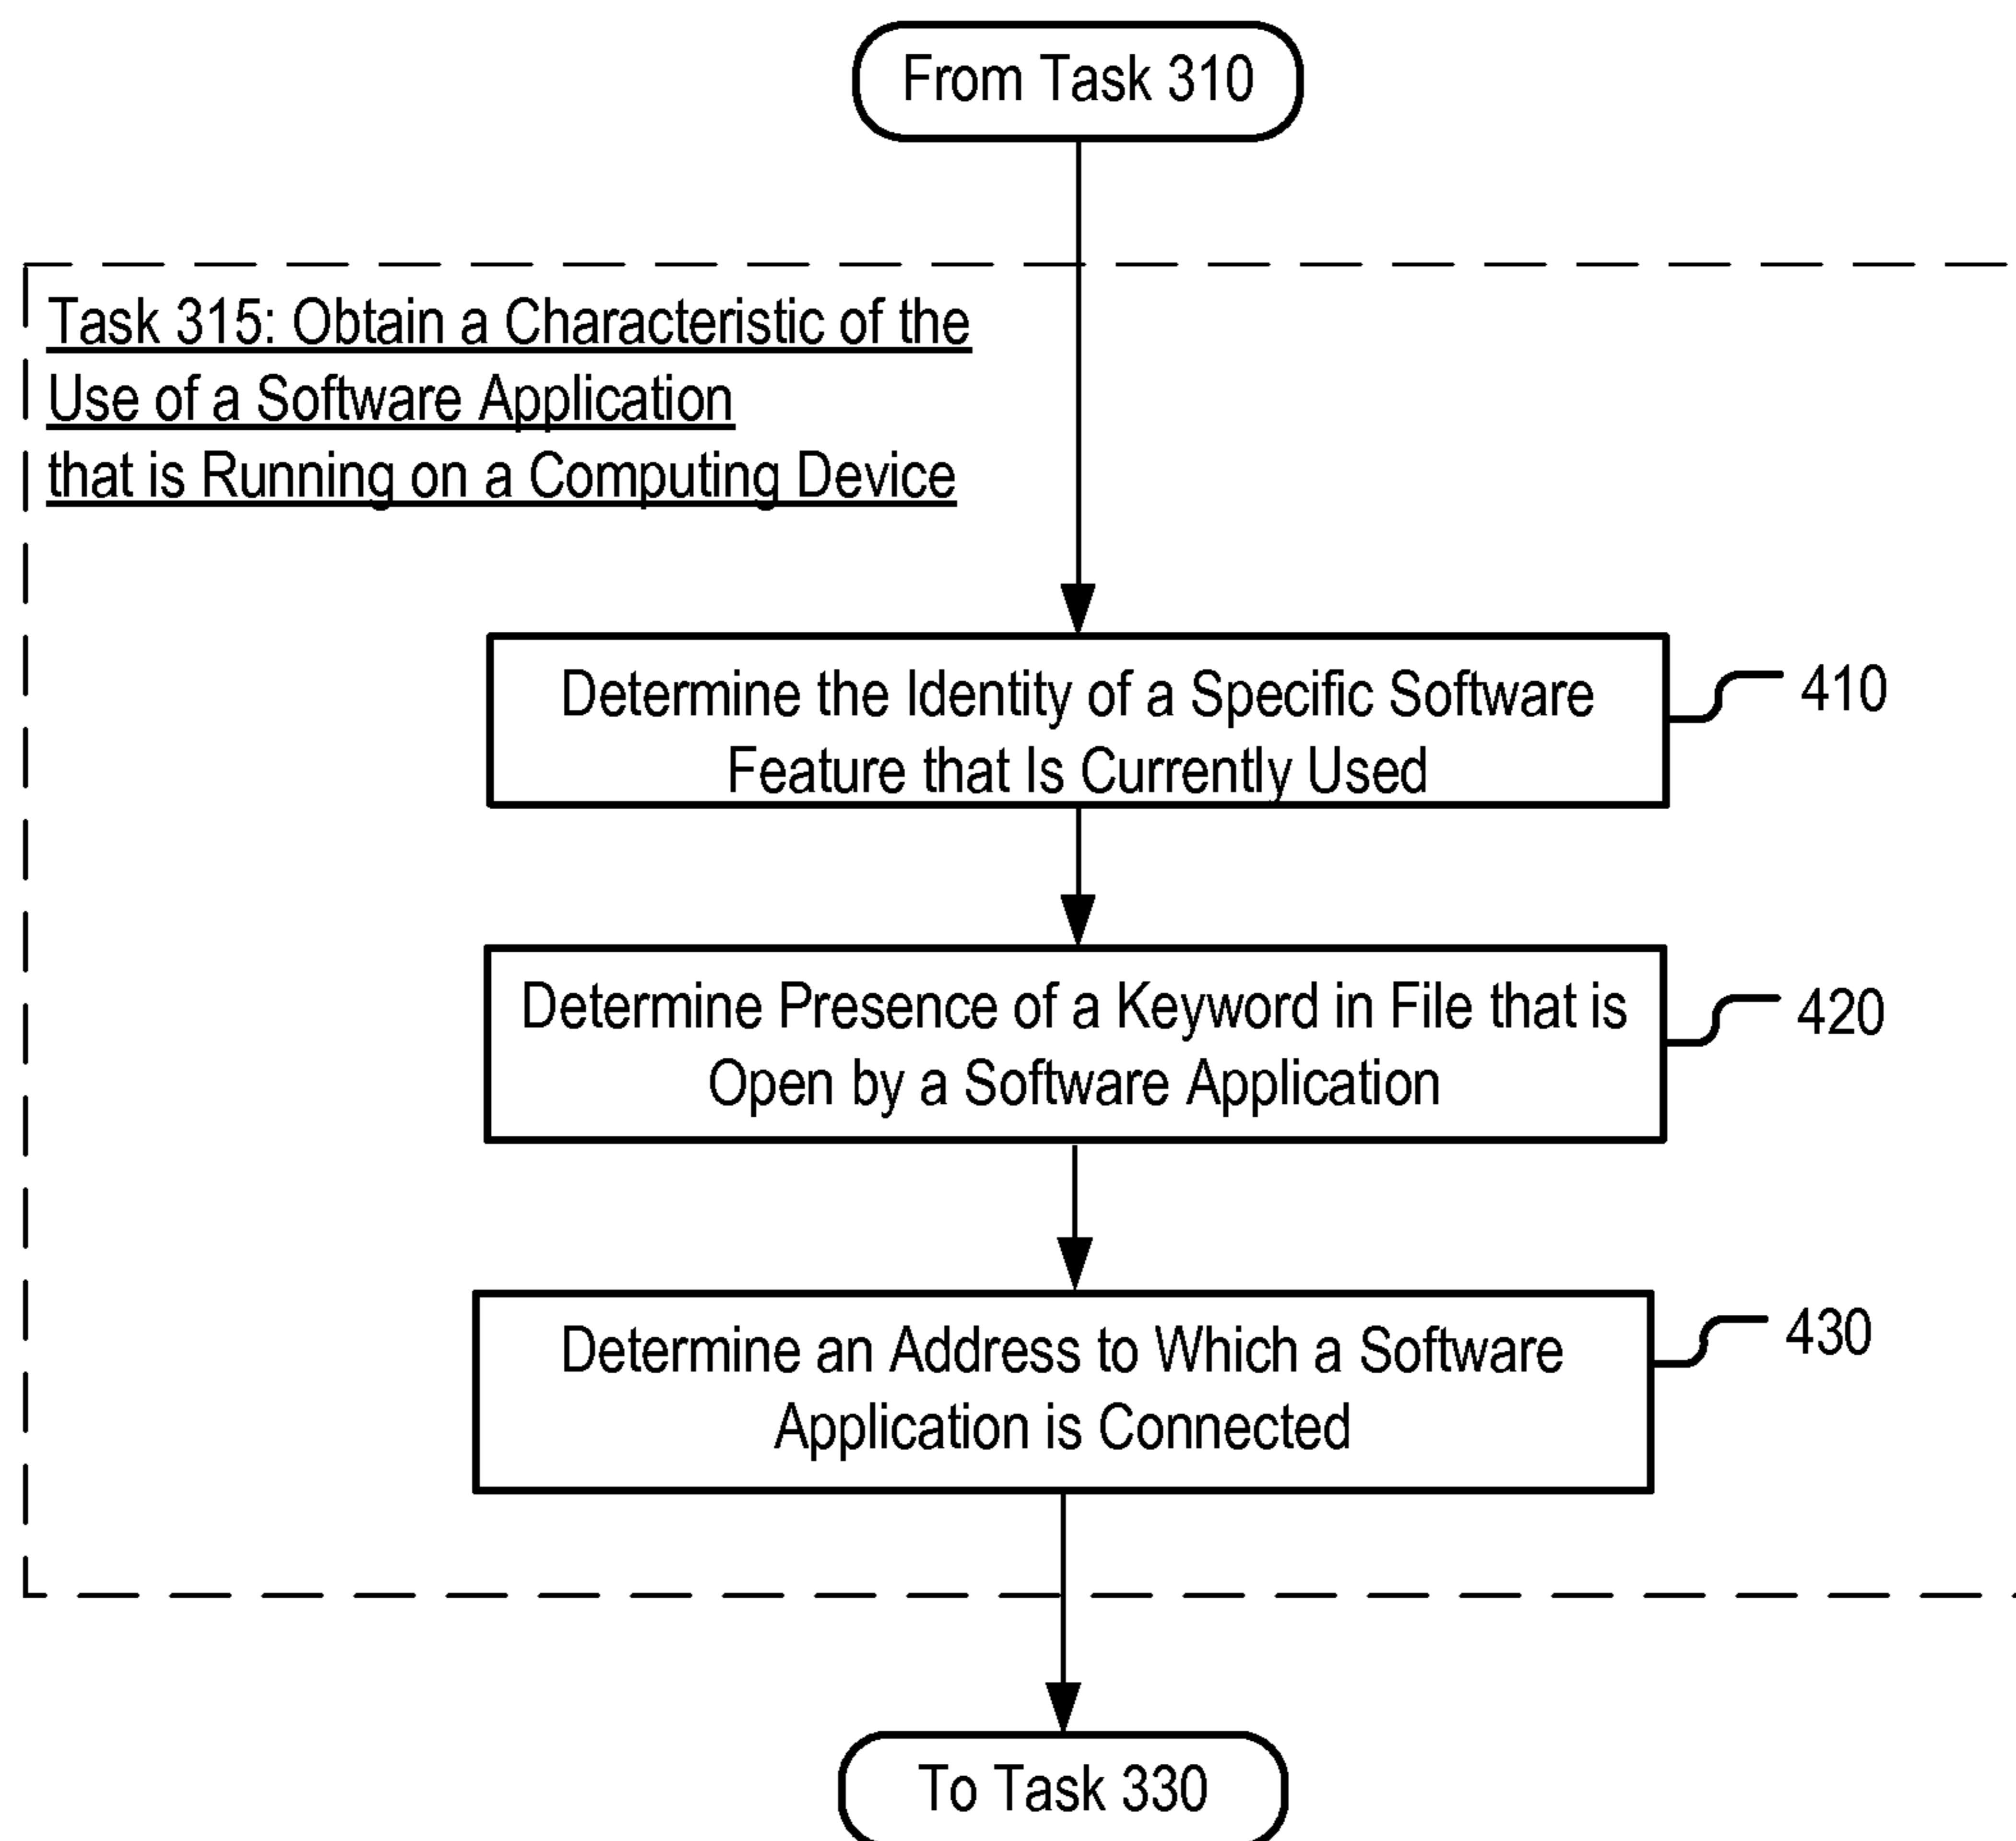 From Task 310
Task 315: Obtain a Characteristic of the
Use of a Software Application
that is Running on a Computing Device
Determine the Identity of a Specific Software
Feature that Is Currently Used
410
Determine Presence of a Keyword in File that is
Open by a Software Application
420
Determine an Address to Which a Software
Application is Connected
430
To Task 330